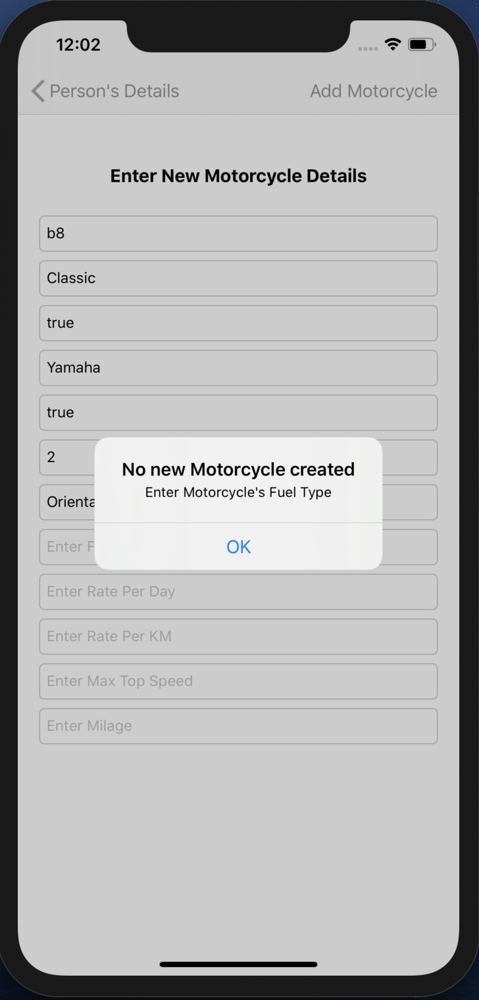 12:02
Person's Details
Add Motorcycle
Enter New Motorcycle Details
b8
Classic
true
Yamaha
true
2
No new Motorcycle created
Enter Motorcycle's Fuel Type
OK
Enter
Enter Rate Per Day
Enter Rate Per KM
Enter Max Top Speed
Enter Milage